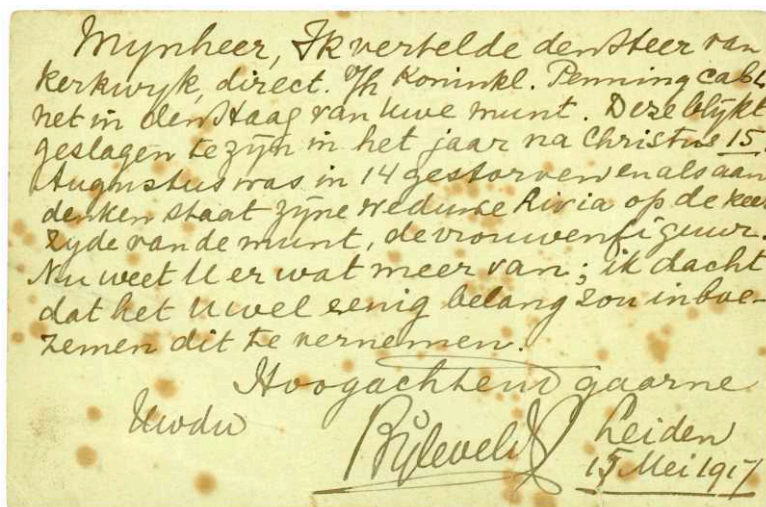 Mynheer, Ik vertelde den Heer van
Kerkwyk, direct. v/h Koninkl. Penningcabi
net in den Haag van Uwe munt. Deze blykt
geslagen te zyn in het jaar na Christus 15.
Augustus was in 14 gestorven en als aan
denken staat zyne weduwe Livia op de keer
zyde van de munt, de vrouwenfiguur.
Nu weet U er wat meer van; ik dacht
dat het U wel eenig belang zou inboe-
zemen dit te vernemen.
Hoogachtend gaarne
Uwdw
Bijleveld
Leiden
15 Mei 1917